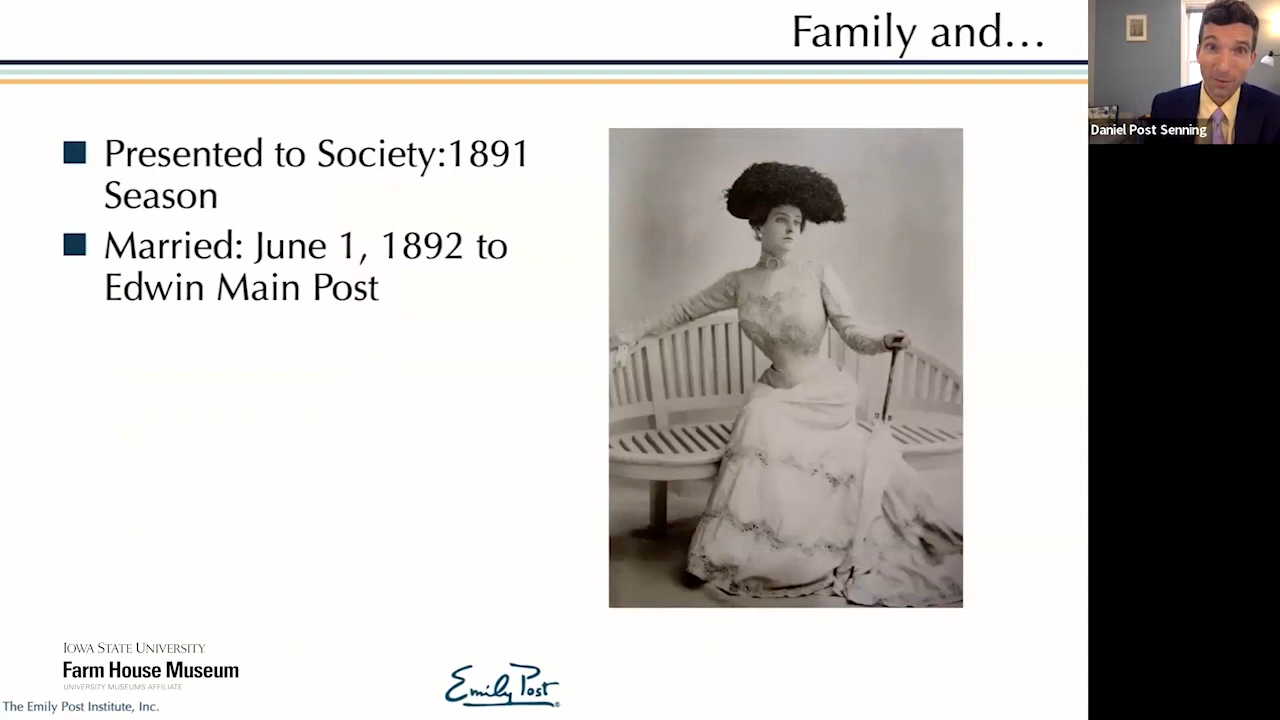 Family and...
Daniel Post Senning
Presented to Society:1891
Season
Married: June 1, 1892 to
Edwin Main Post
IOWA STATE UNIVERSITY
Farm House Museum
UNIVERSITY MUSEUMS AFFILIATE
Emily Post®
The Emily Post Institute, Inc.